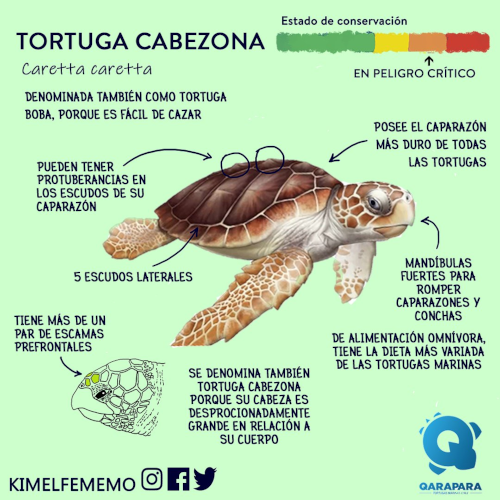 TORTUGA CABEZONA
Caretta caretta
Estado de conservación
EN PELIGRO CRÍTICO
DENOMINADA TAMBIÉN COMO TORTUGA
BOBA, PORQUE ES FÁCIL DE CAZAR
POSEE EL CAPARAZÓN
MÁS DURO DE TODAS
LAS TORTUGAS
PUEDEN TENER
PROTUBERANCIAS EN
LOS ESCUDOS DE SU
CAPARAZÓN
5 ESCUDOS LATERALES
MANDÍBULAS
FUERTES PARA
ROMPER
CAPARAZONES Y
CONCHAS
TIENE MÁS DE UN
PAR DE ESCAMAS
PREFRONTALES
DE ALIMENTACIÓN OMNÍVORA,
TIENE LA DIETA MÁS VARIADA
DE LAS TORTUGAS MARINAS
SE DENOMINA TAMBIÉN
TORTUGA CABEZONA
PORQUE SU CABEZA ES
DESPROCIONADAMENTE
GRANDE EN RELACIÓN A
SU CUERPO
KIMELFEMEMO
QARAPARA